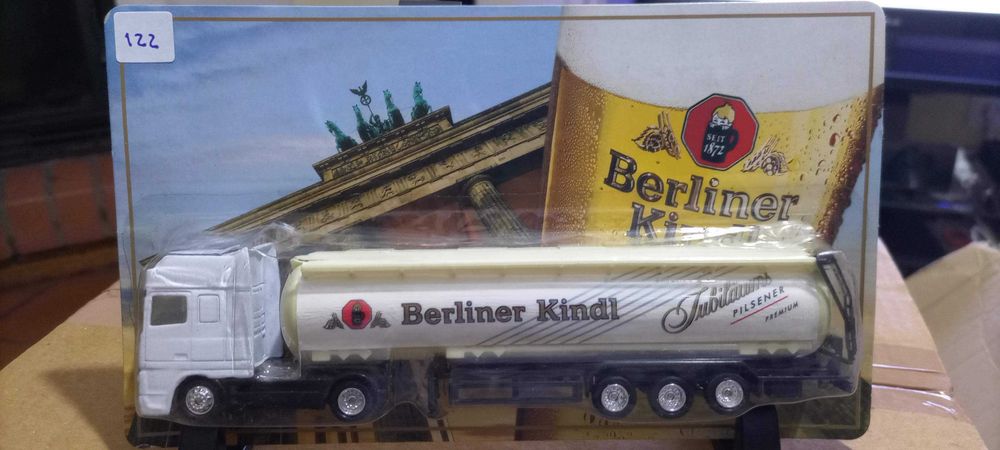 122
SEIT
1872
Berliner
Berliner Kindl
Jubiläums
PILSENER
PREMIUM